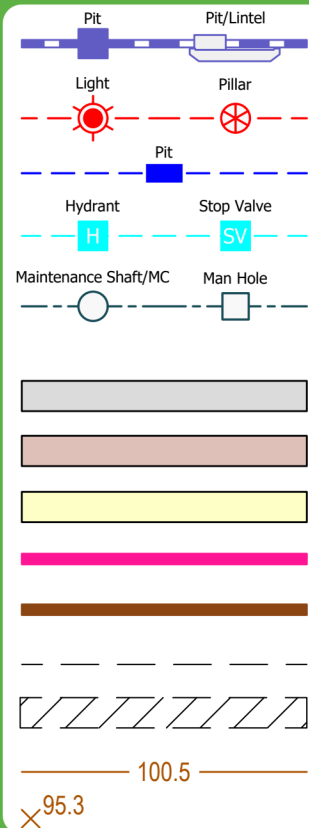 Pit Pit/Lintel
Light Pillar
Pit
Hydrant Stop Valve
H SV
Maintenance Shaft/MC Man Hole
100.5
95.3